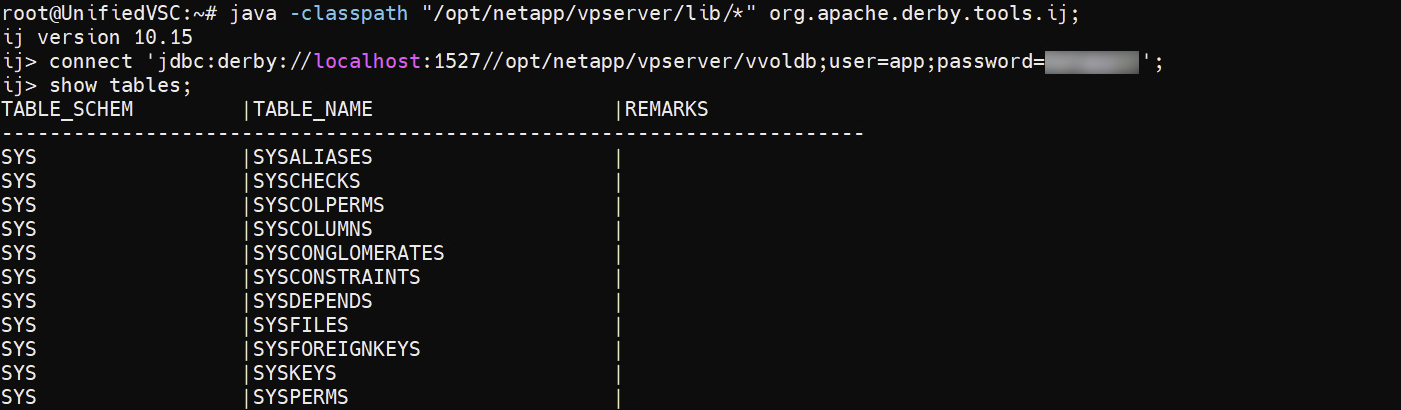 root@UnifiedVSC:~# java -classpath "/opt/netapp/vpserver/lib/*" org.apache.derby.tools.ij;
ij version 10.15
ij> connect 'jdbc:derby://localhost:1527//opt/netapp/vpserver/vvoldb;user=app;password=';
ij> show tables;
TABLE_SCHEM         |TABLE_NAME                    |REMARKS
------------------------------------------------------------------------
SYS                 |SYSALIASES                    |
SYS                 |SYSCHECKS                     |
SYS                 |SYSCOLPERMS                   |
SYS                 |SYSCOLUMNS                    |
SYS                 |SYSCONGLOMERATES              |
SYS                 |SYSCONSTRAINTS                |
SYS                 |SYSDEPENDS                    |
SYS                 |SYSFILES                      |
SYS                 |SYSFOREIGNKEYS                |
SYS                 |SYSKEYS                       |
SYS                 |SYSPERMS                      |